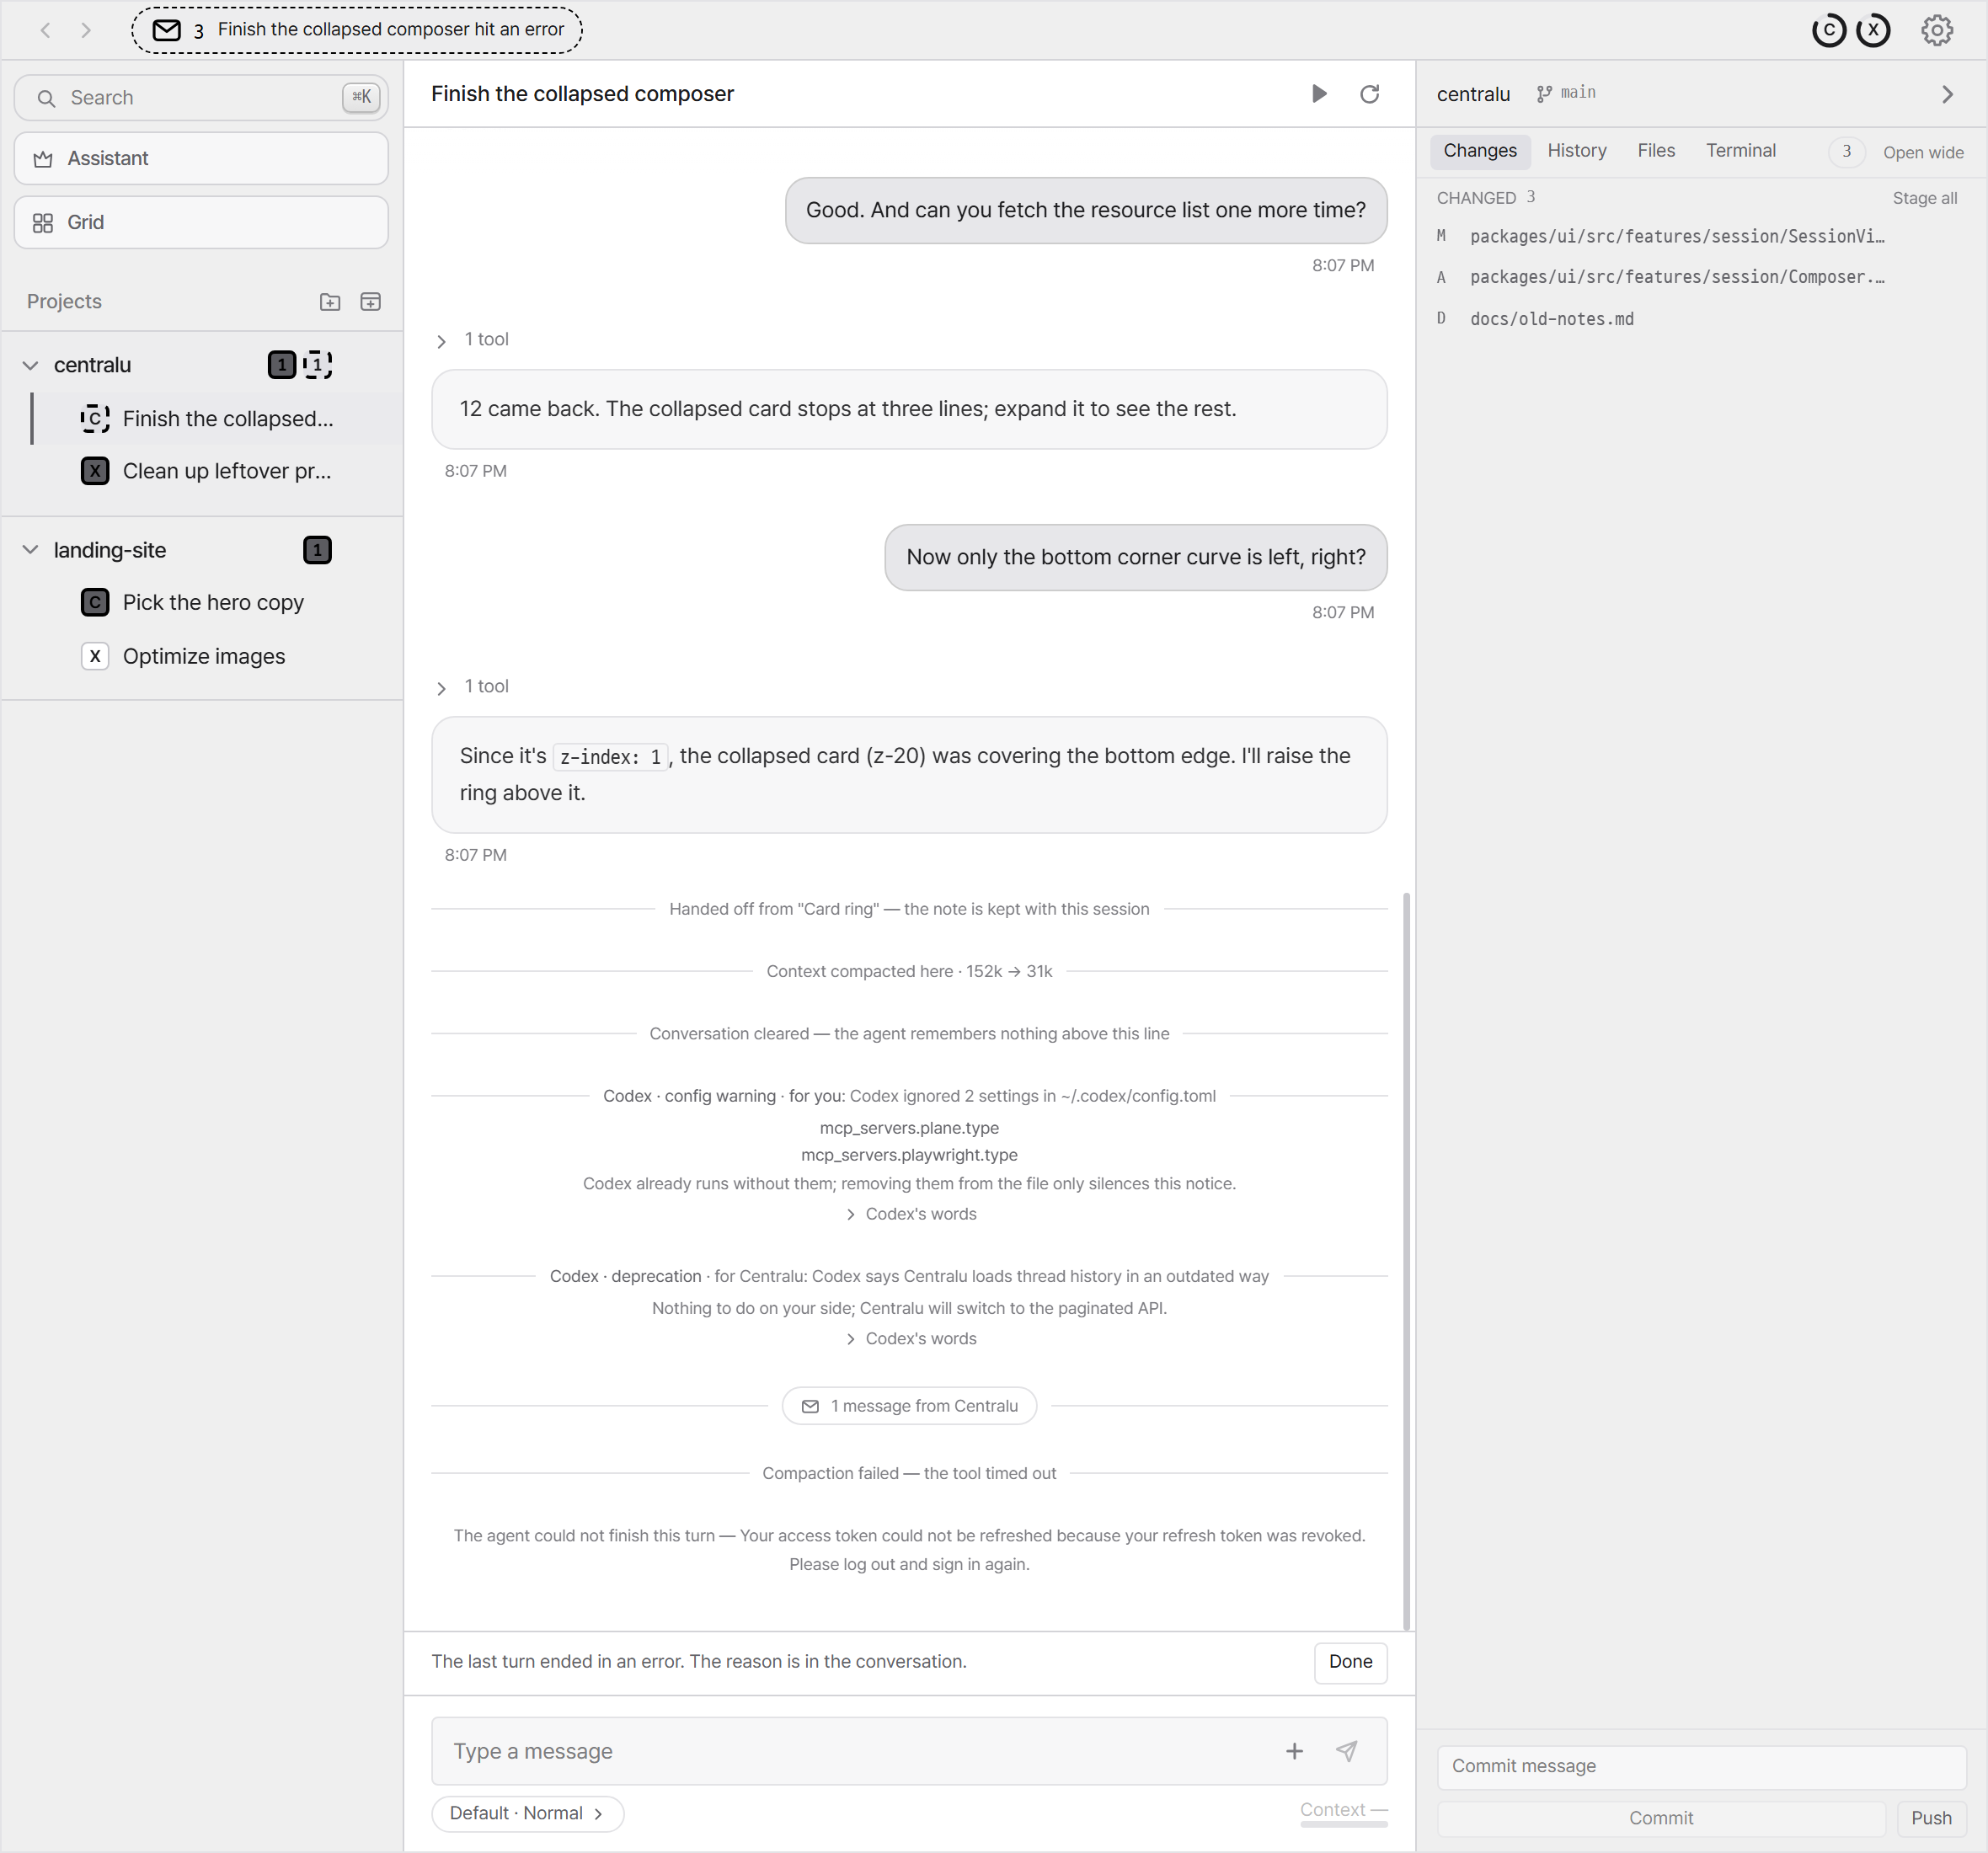 3 Finish the collapsed composer hit an error
C X
Search ⌘K
Assistant
Grid
Projects
centralu 1 1
C Finish the collapsed...
X Clean up leftover pr...
landing-site 1
C Pick the hero copy
X Optimize images
Finish the collapsed composer
Good. And can you fetch the resource list one more time?
8:07 PM
1 tool
12 came back. The collapsed card stops at three lines; expand it to see the rest.
8:07 PM
Now only the bottom corner curve is left, right?
8:07 PM
1 tool
Since it's z-index: 1, the collapsed card (z-20) was covering the bottom edge. I'll raise the
ring above it.
8:07 PM
Handed off from "Card ring" — the note is kept with this session
Context compacted here · 152k → 31k
Conversation cleared — the agent remembers nothing above this line
Codex · config warning · for you: Codex ignored 2 settings in ~/.codex/config.toml
mcp_servers.plane.type
mcp_servers.playwright.type
Codex already runs without them; removing them from the file only silences this notice.
Codex's words
Codex · deprecation · for Centralu: Codex says Centralu loads thread history in an outdated way
Nothing to do on your side; Centralu will switch to the paginated API.
Codex's words
1 message from Centralu
Compaction failed — the tool timed out
The agent could not finish this turn — Your access token could not be refreshed because your refresh token was revoked.
Please log out and sign in again.
The last turn ended in an error. The reason is in the conversation.
Done
Type a message
Default · Normal
Context —
centralu main
Changes History Files Terminal 3 Open wide
CHANGED 3 Stage all
M packages/ui/src/features/session/SessionVi…
A packages/ui/src/features/session/Composer.…
D docs/old-notes.md
Commit message
Commit Push